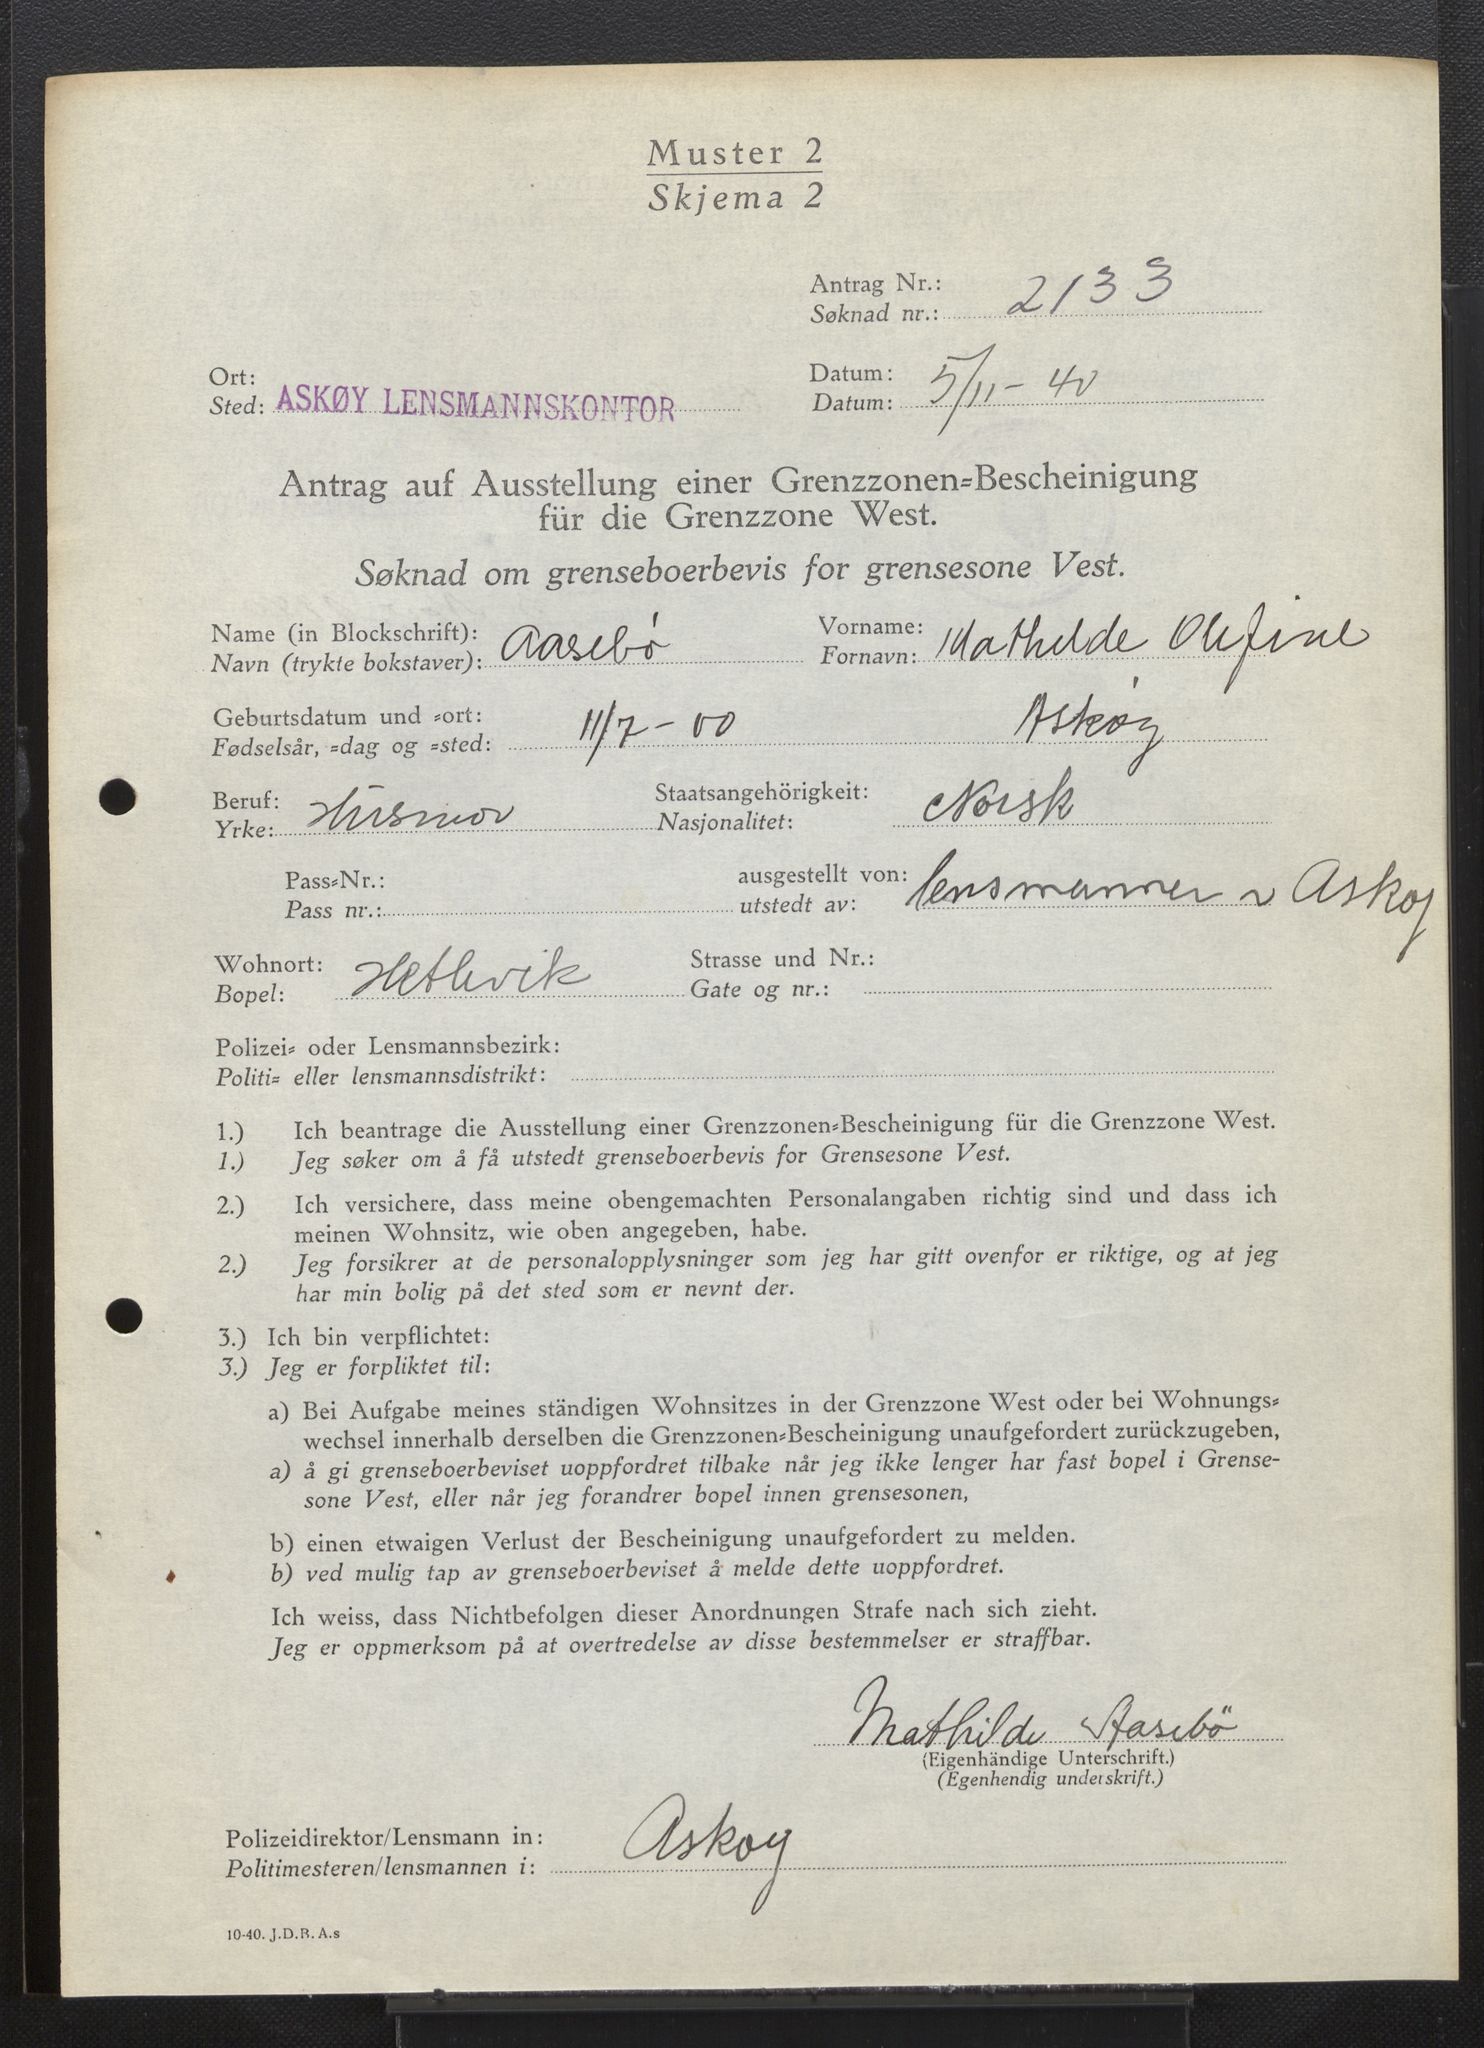 Muster 2
Skjema 2
Antrag Nr.:
Søknad nr.: 2133
Ort:
Sted: ASKØY LENSMANNSKONTOR
Datum:
Datum: 5/11-40
Antrag auf Ausstellung einer Grenzzonen=Bescheinigung
für die Grenzzone West.
Søknad om grenseboerbevis for grensesone Vest.
Name (in Blockschrift):
Navn (trykte bokstaver): Aasebø
Vorname:
Fornavn: Mathilde Olefine
Geburtsdatum und =ort:
Fødselsår, =dag og =sted: 11/7-00 Askøy
Beruf:
Yrke: Husmor
Staatsangehörigkeit:
Nasjonalitet: Norsk
Pass=Nr.:
Pass nr.:
ausgestellt von:
utstedt av: lensmannen i Askøy
Wohnort:
Bopel: Hetlevik
Strasse und Nr.:
Gate og nr.:
Polizei= oder Lensmannsbezirk:
Politi= eller lensmannsdistrikt:
1.) Ich beantrage die Ausstellung einer Grenzzonen=Bescheinigung für die Grenzzone West.
1.) Jeg søker om å få utstedt grenseboerbevis for Grensesone Vest.
2.) Ich versichere, dass meine obengemachten Personalangaben richtig sind und dass ich
meinen Wohnsitz, wie oben angegeben, habe.
2.) Jeg forsikrer at de personalopplysninger som jeg har gitt ovenfor er riktige, og at jeg
har min bolig på det sted som er nevnt der.
3.) Ich bin verpflichtet:
3.) Jeg er forpliktet til:
a) Bei Aufgabe meines ständigen Wohnsitzes in der Grenzzone West oder bei Wohnungs=
wechsel innerhalb derselben die Grenzzonen=Bescheinigung unaufgefordert zurückzugeben,
a) å gi grenseboerbeviset uoppfordret tilbake når jeg ikke lenger har fast bopel i Grense-
sone Vest, eller når jeg forandrer bopel innen grensesonen,
b) einen etwaigen Verlust der Bescheinigung unaufgefordert zu melden.
b) ved mulig tap av grenseboerbeviset å melde dette uoppfordret.
Ich weiss, dass Nichtbefolgen dieser Anordnungen Strafe nach sich zieht.
Jeg er oppmerksom på at overtredelse av disse bestemmelser er straffbar.
Mathilde Aasebö
(Eigenhändige Unterschrift.)
(Egenhendig underskrift.)
Polizeidirektor/Lensmann in:
Politimesteren/lensmannen i: Askøy
10-40. J.D.B.A.s